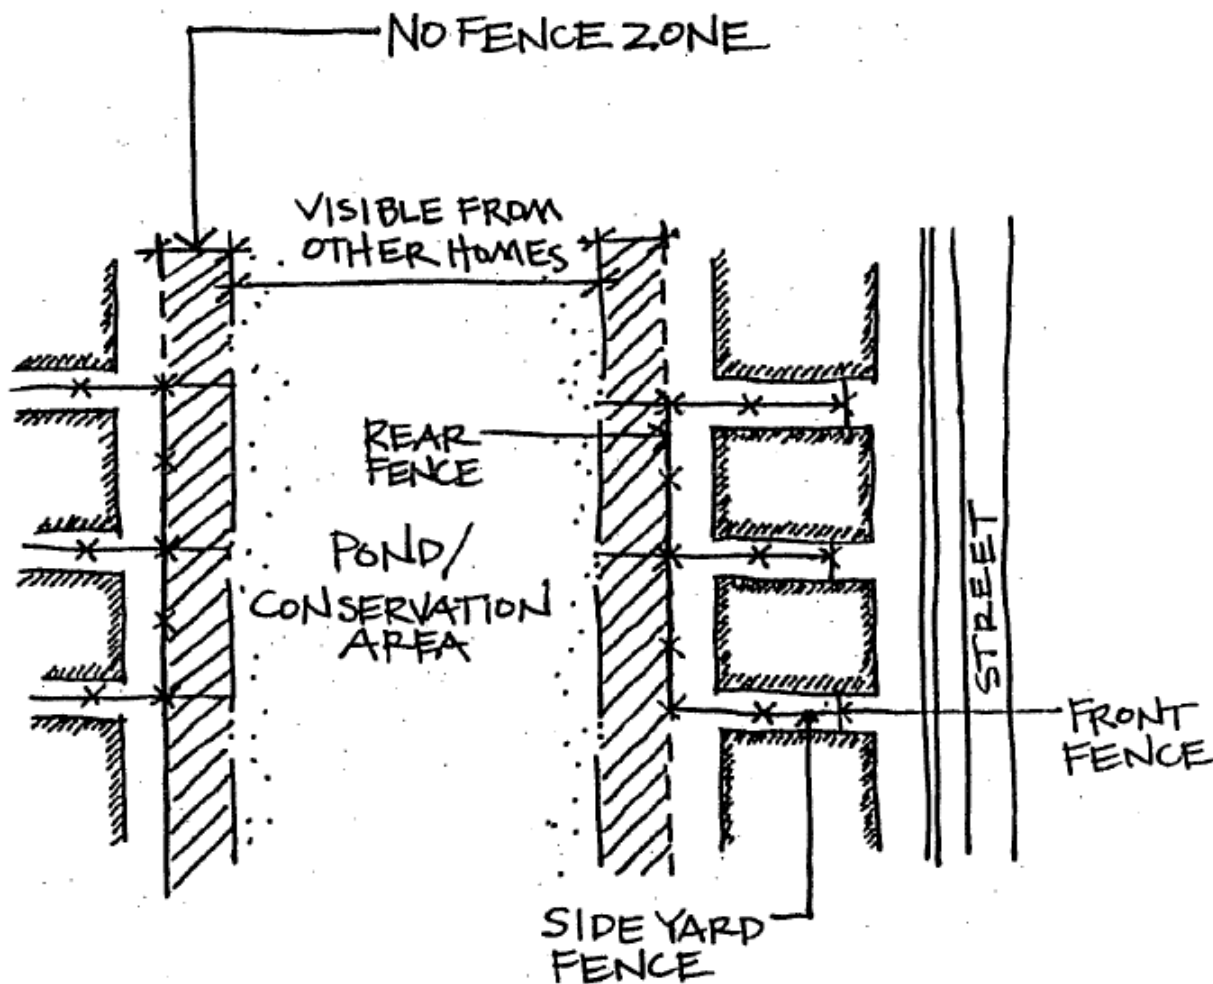 NO FENCE ZONE
VISIBLE FROM
OTHER HOMES
REAR
FENCE
POND/
CONSERVATION
AREA
STREET
FRONT
FENCE
SIDE YARD
FENCE